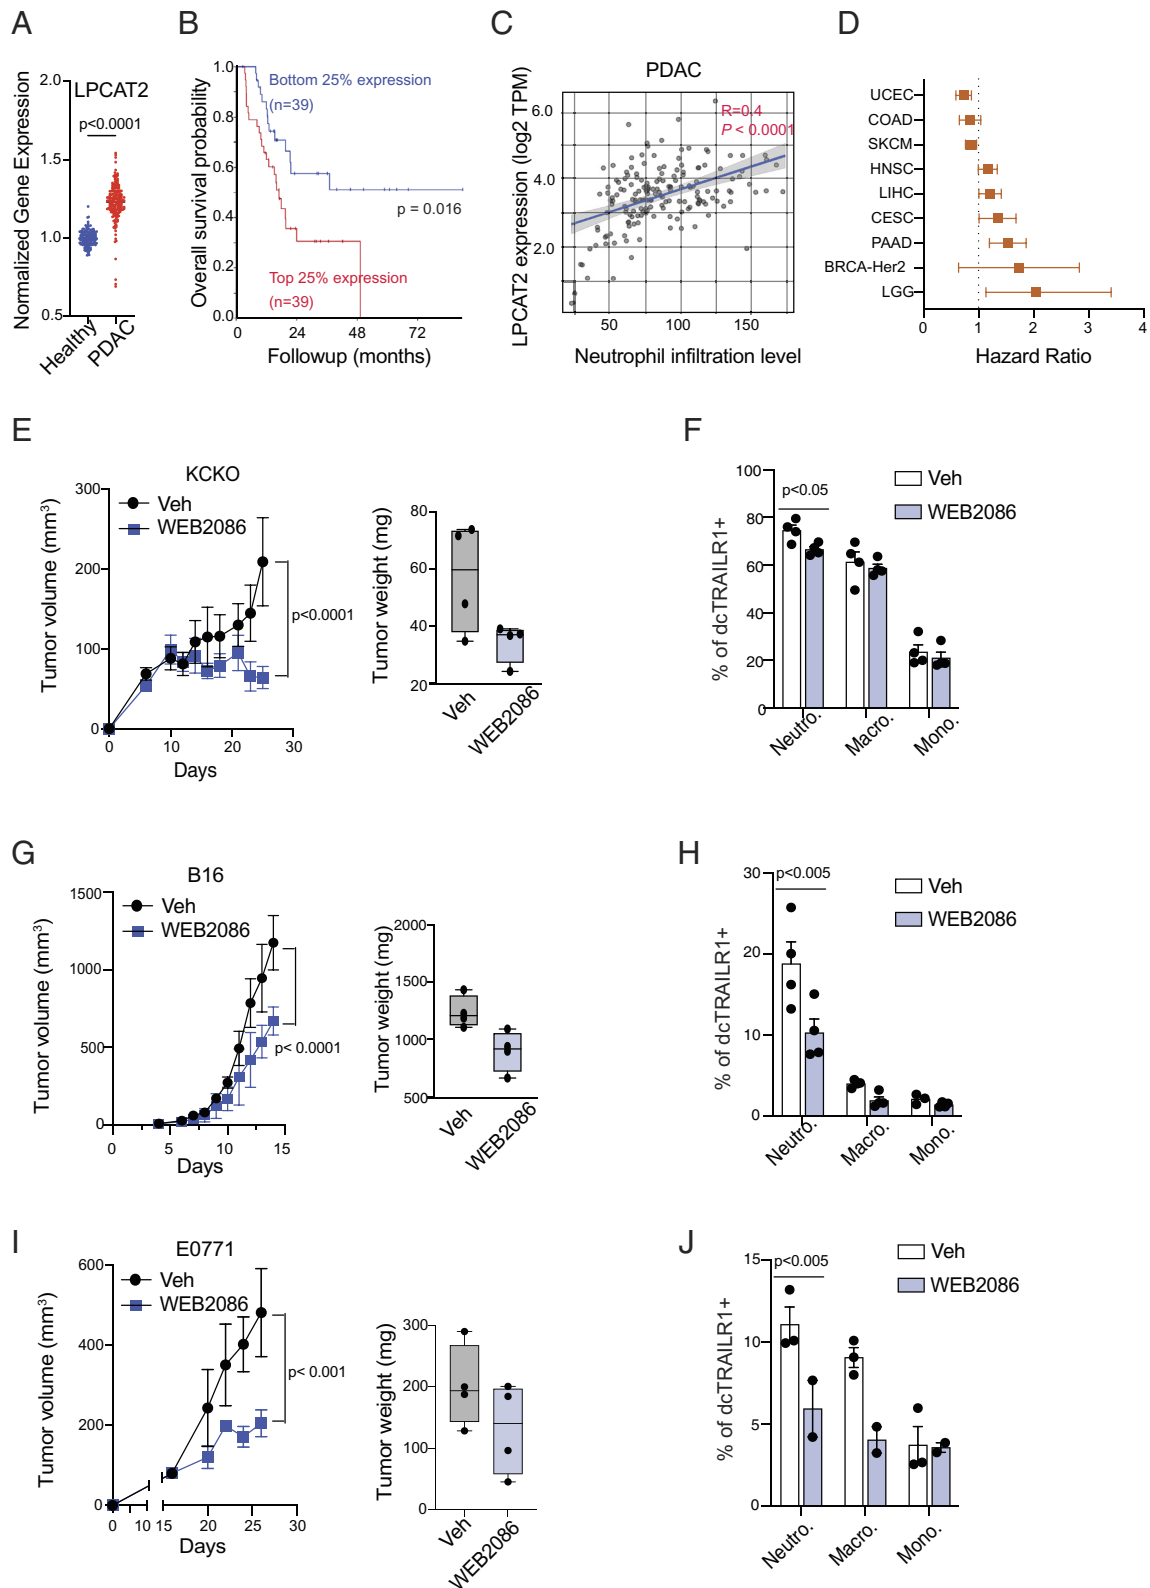 A
LPCAT2
p<0.0001
Normalized Gene Expression
2.0
1.5
1.0
0.5
Healthy
PDAC
B
Overall survival probability
1.0
0.8
0.6
0.4
0.2
0.0
Bottom 25% expression
(n=39)
p = 0.016
Top 25% expression
(n=39)
0
24
48
72
Followup (months)
C
PDAC
LPCAT2 expression (log2 TPM)
6.0
4.0
2.0
R=0.4
P < 0.0001
50
100
150
Neutrophil infiltration level
D
UCEC
COAD
SKCM
HNSC
LIHC
CESC
PAAD
BRCA-Her2
LGG
0
1
2
3
4
Hazard Ratio
E
KCKO
Veh
WEB2086
Tumor volume (mm³)
300
200
100
0
p<0.0001
0
10
20
30
Days
Tumor weight (mg)
80
60
40
20
Veh
WEB2086
F
% of dcTRAILR1+
100
80
60
40
20
0
p<0.05
Veh
WEB2086
Neutro.
Macro.
Mono.
G
B16
Veh
WEB2086
Tumor volume (mm³)
1500
1000
500
0
p< 0.0001
0
5
10
15
Days
Tumor weight (mg)
2000
1500
1000
500
Veh
WEB2086
H
% of dcTRAILR1+
30
20
10
0
p<0.005
Veh
WEB2086
Neutro.
Macro.
Mono.
I
E0771
Veh
WEB2086
Tumor volume (mm³)
600
400
200
0
p< 0.001
0
10
15
20
25
30
Days
Tumor weight (mg)
300
200
100
0
Veh
WEB2086
J
% of dcTRAILR1+
15
10
5
0
p<0.005
Veh
WEB2086
Neutro.
Macro.
Mono.